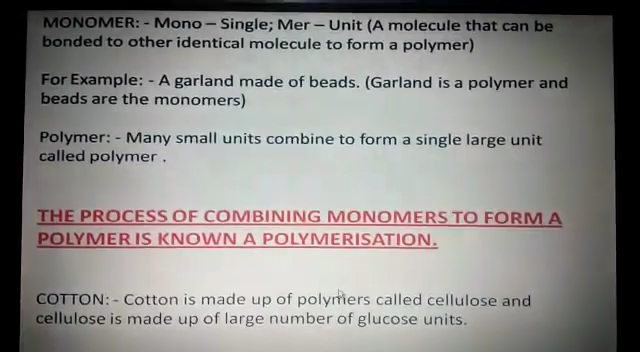 MONOMER: - Mono – Single; Mer – Unit (A molecule that can be
bonded to other identical molecule to form a polymer)
For Example: - A garland made of beads. (Garland is a polymer and
beads are the monomers)
Polymer: - Many small units combine to form a single large unit
called polymer .
THE PROCESS OF COMBINING MONOMERS TO FORM A
POLYMER IS KNOWN A POLYMERISATION.
COTTON: - Cotton is made up of polymers called cellulose and
cellulose is made up of large number of glucose units.